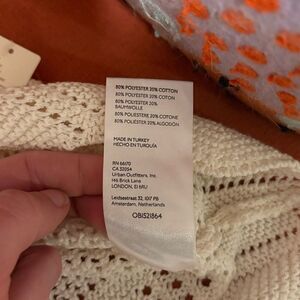 80% POLYESTER 20% COTTON
80% POLYESTER 20% COTON
80% POLYESTER 20%
BAUMWOLLE
80% POLIESTERE 20% COTONE
80% POLIÉSTER 20% ALGODÓN
MADE IN TURKEY
HECHO EN TURQUÍA
RN 66170
CA 32054
Urban Outfitters, Inc.
146 Brick Lane
LONDON, E1 6RU
Leidsestraat 32, 1017 PB
Amsterdam, Netherlands
OBIS21864